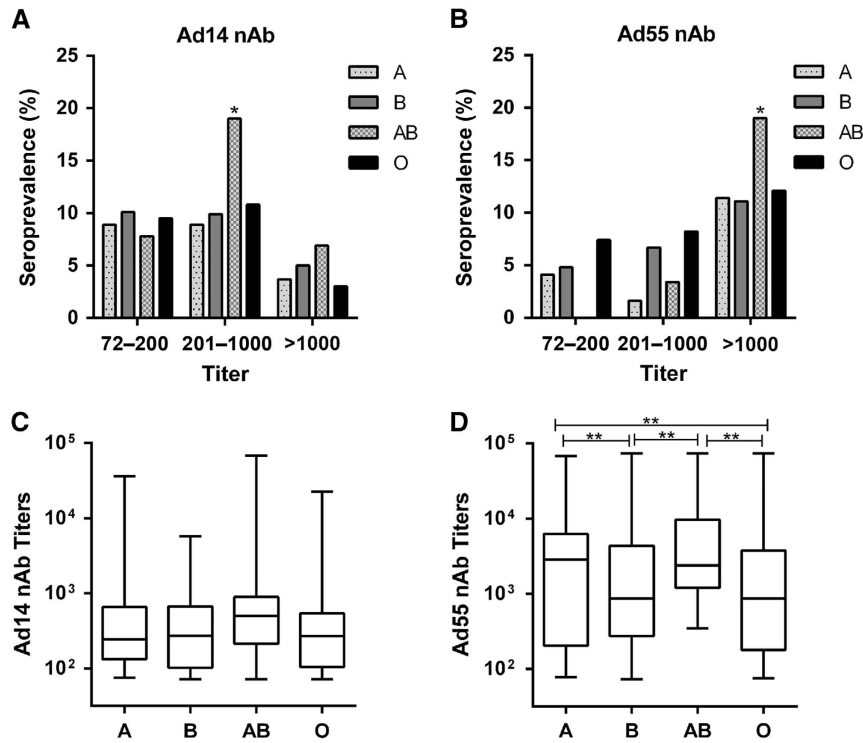 A
Ad14 nAb
25
20
15
10
5
0
Seroprevalence (%)
*
72–200 201–1000 >1000
Titer
A
B
AB
O
B
Ad55 nAb
25
20
15
10
5
0
Seroprevalence (%)
*
72–200 201–1000 >1000
Titer
A
B
AB
O
C
10⁵
10⁴
10³
10²
Ad14 nAb Titers
A B AB O
D
**
** ** **
10⁵
10⁴
10³
10²
Ad55 nAb Titers
A B AB O